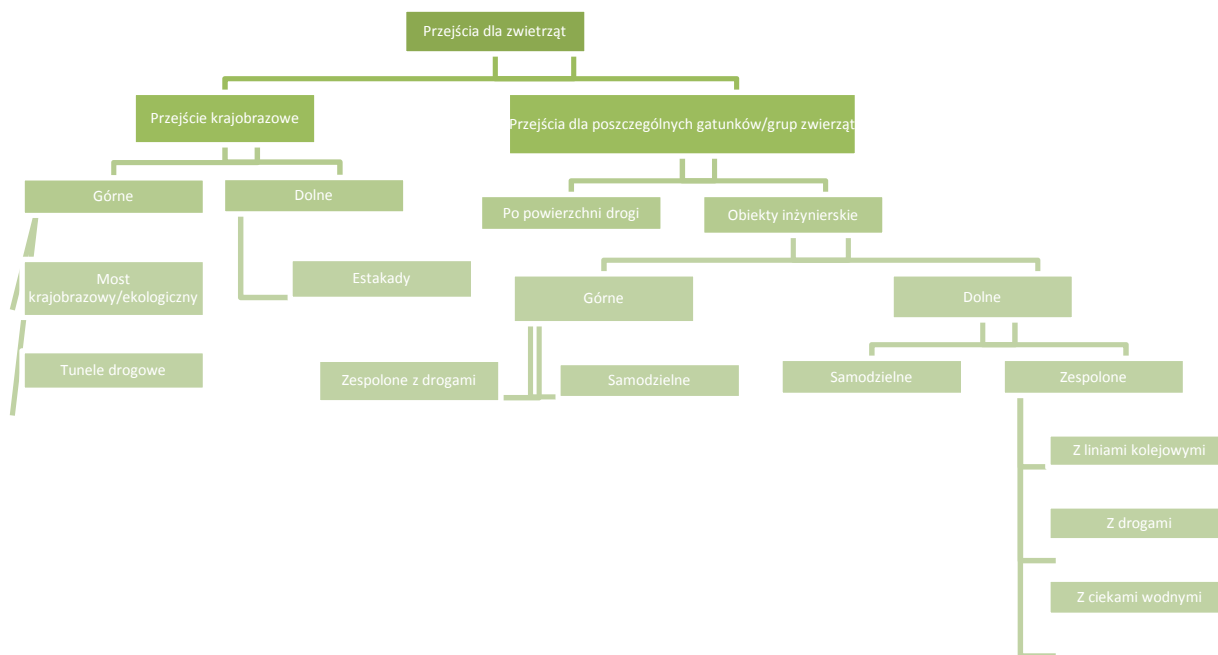 Przejścia dla zwietrząt
Przejście krajobrazowe
Przejścia dla poszczególnych gatunków/grup zwierząt
Górne
Dolne
Po powierzchni drogi
Obiekty inżynierskie
Most
krajobrazowy/ekologiczny
Estakady
Górne
Dolne
Tunele drogowe
Zespolone z drogami
Samodzielne
Samodzielne
Zespolone
Z liniami kolejowymi
Z drogami
Z ciekami wodnymi